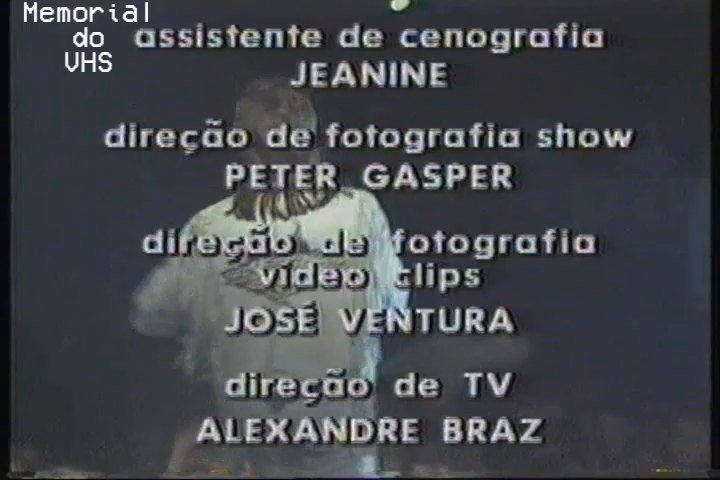 Memorial
do
VHS
assistente de cenografia
JEANINE
direção de fotografia show
PETER GASPER
direção de fotografia
vídeo clips
JOSÉ VENTURA
direção de TV
ALEXANDRE BRAZ